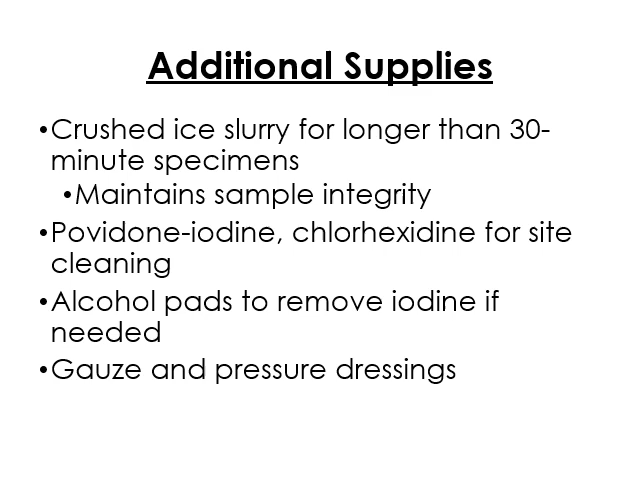 Additional Supplies
•Crushed ice slurry for longer than 30-
minute specimens
•Maintains sample integrity
•Povidone-iodine, chlorhexidine for site
cleaning
•Alcohol pads to remove iodine if
needed
•Gauze and pressure dressings